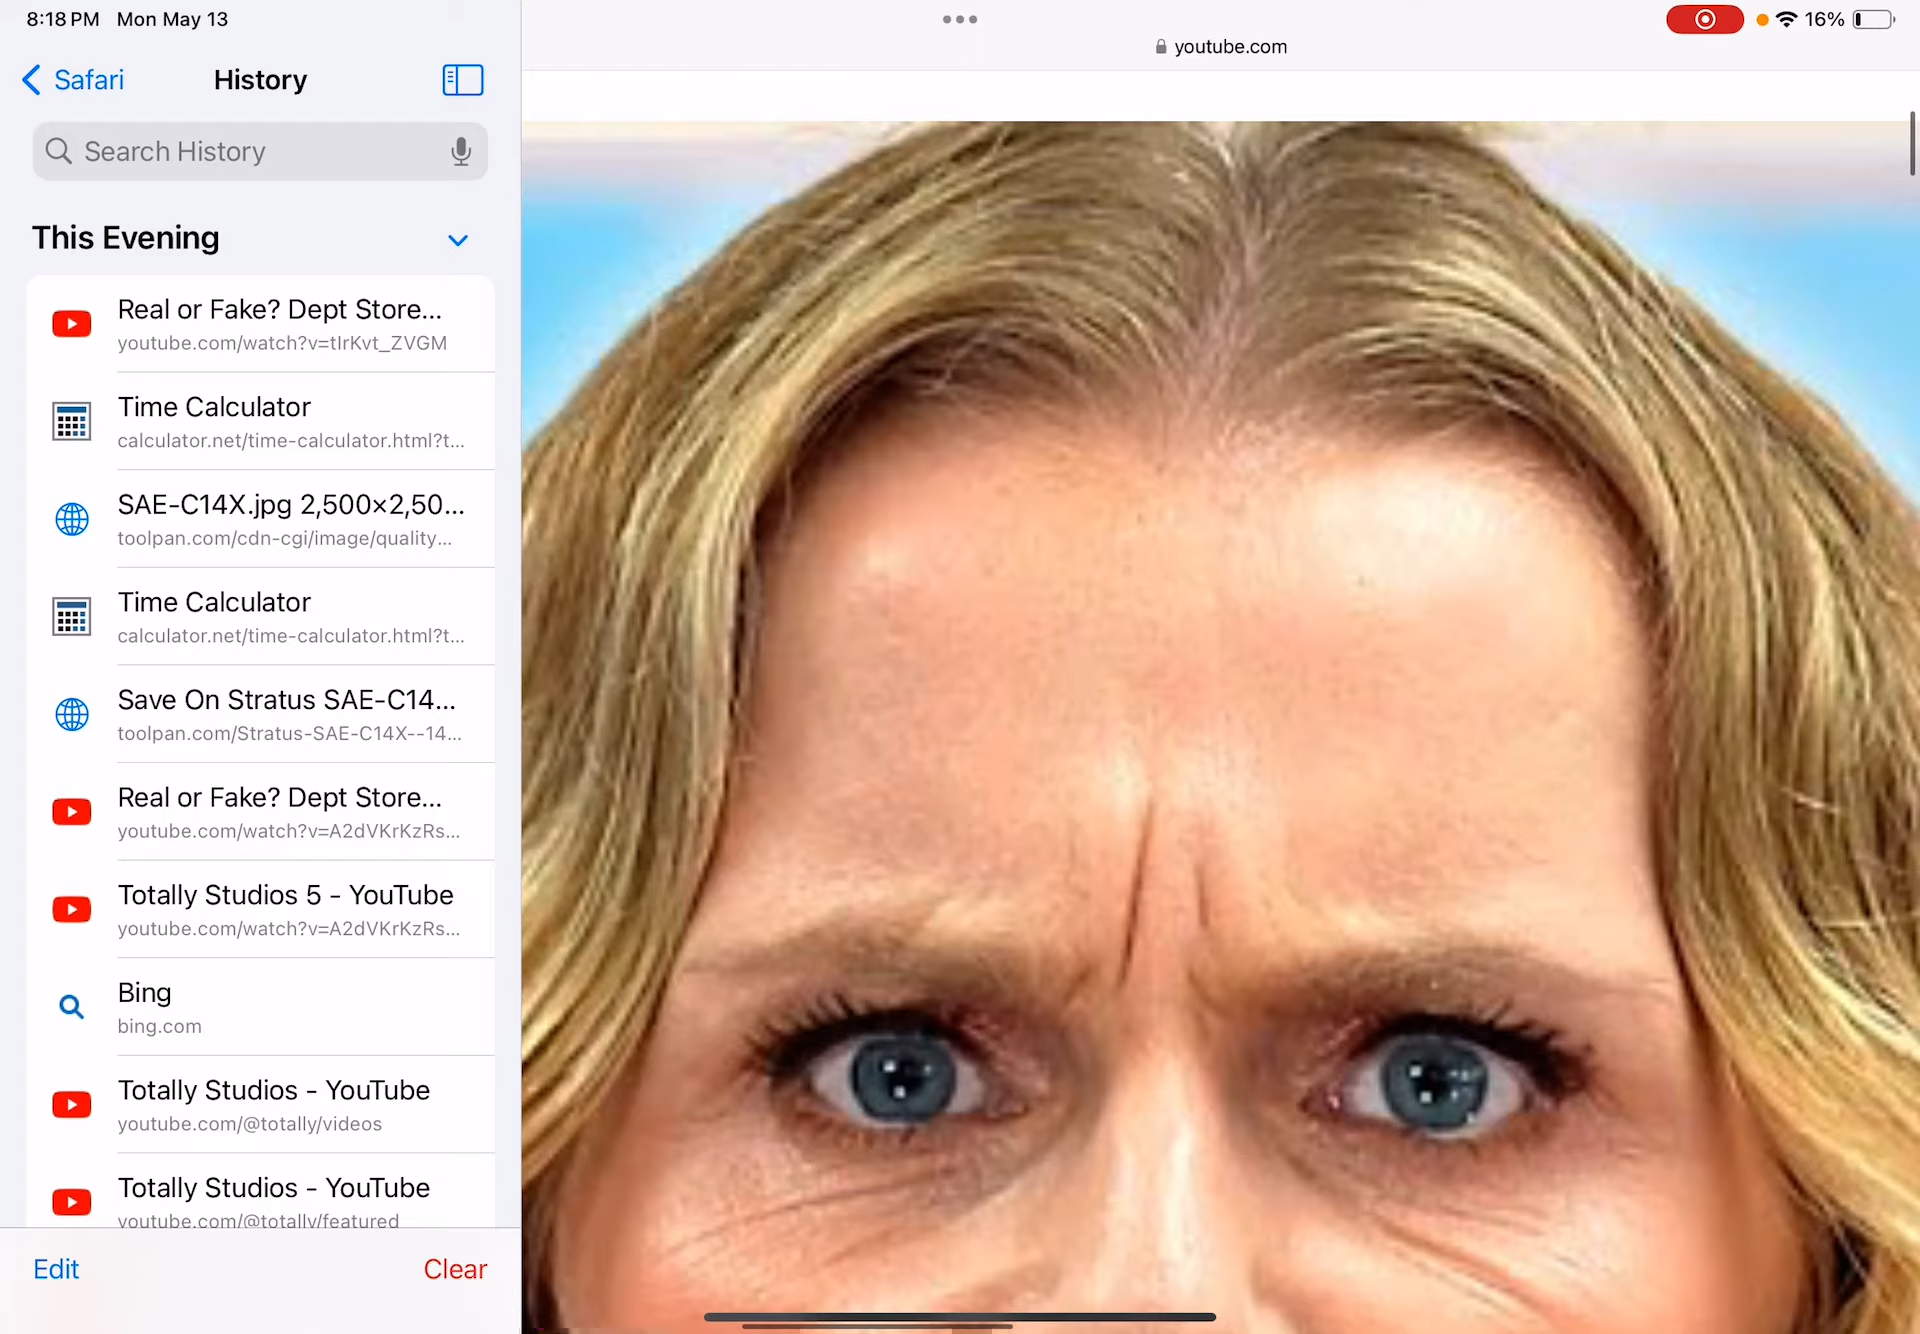 8:18 PM Mon May 13
16%
youtube.com
Safari
History
Search History
This Evening
Real or Fake? Dept Store...
youtube.com/watch?v=tIrKvt_ZVGM
Time Calculator
calculator.net/time-calculator.html?t...
SAE-C14X.jpg 2,500×2,50...
toolpan.com/cdn-cgi/image/quality...
Time Calculator
calculator.net/time-calculator.html?t...
Save On Stratus SAE-C14...
toolpan.com/Stratus-SAE-C14X--14...
Real or Fake? Dept Store...
youtube.com/watch?v=A2dVKrKzRs...
Totally Studios 5 - YouTube
youtube.com/watch?v=A2dVKrKzRs...
Bing
bing.com
Totally Studios - YouTube
youtube.com/@totally/videos
Totally Studios - YouTube
youtube.com/@totally/featured
Edit
Clear